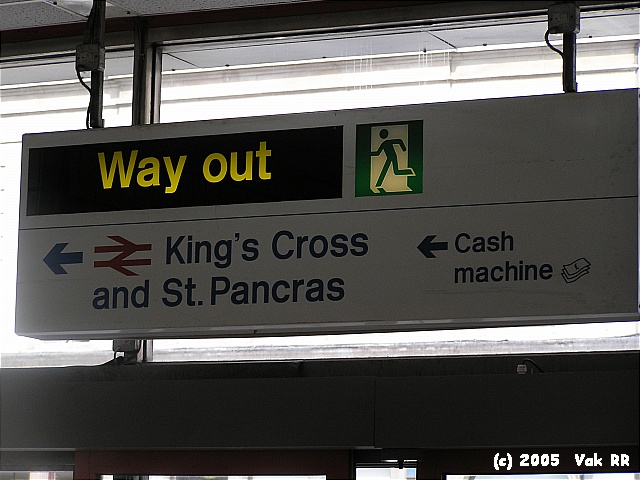 Way out
King's Cross
and St. Pancras
Cash
machine
(c) 2005 Vak RR